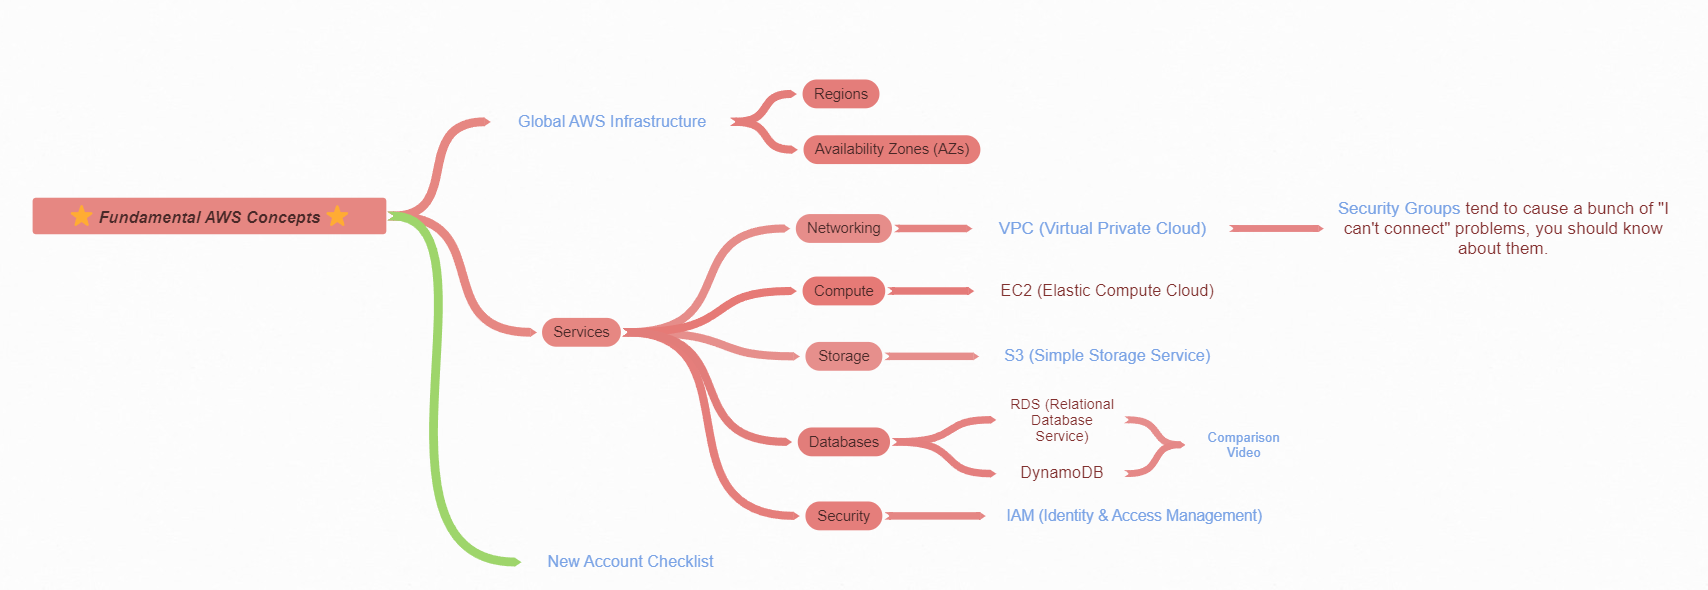 Fundamental AWS Concepts
Global AWS Infrastructure
Regions
Availability Zones (AZs)
Services
Networking
VPC (Virtual Private Cloud)
Security Groups tend to cause a bunch of "I
can't connect" problems, you should know
about them.
Compute
EC2 (Elastic Compute Cloud)
Storage
S3 (Simple Storage Service)
Databases
RDS (Relational
Database
Service)
DynamoDB
Comparison
Video
Security
IAM (Identity & Access Management)
New Account Checklist